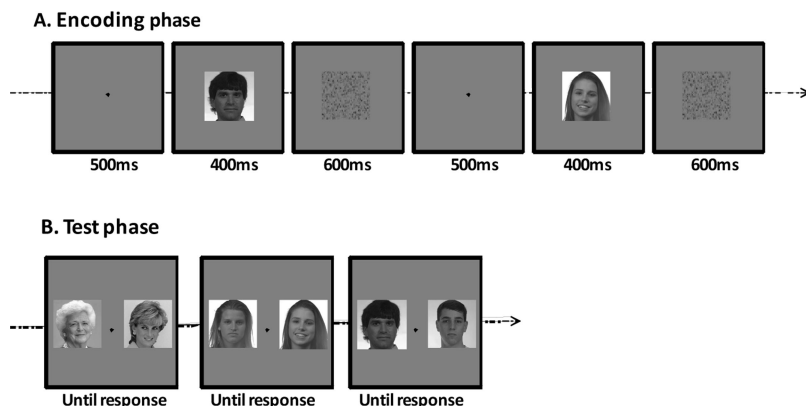 A. Encoding phase
500ms 400ms 600ms 500ms 400ms 600ms
B. Test phase
Until response Until response Until response